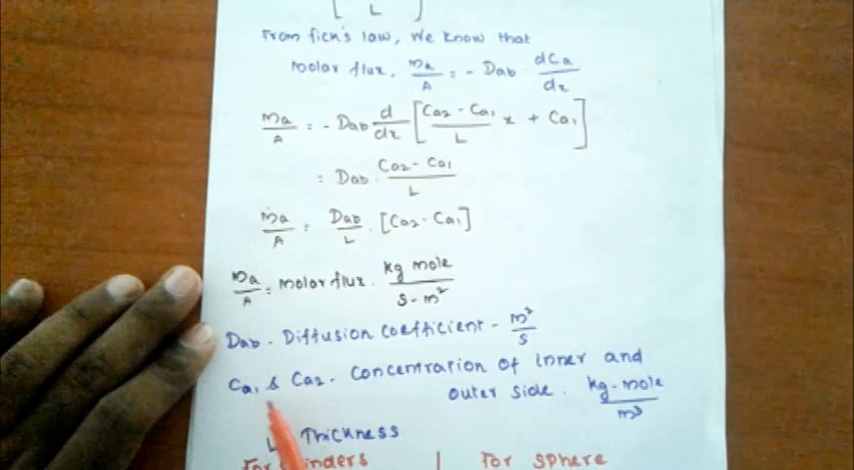 [ L ]
From fick's law, We know that
Molar flux, ma/A = - Dab . dCa/dx
ma/A = - Dab d/dx [ Ca2 - Ca1/L x + Ca1 ]
= Dab . Ca2 - Ca1/L
ma/A = Dab/L . [Ca2 - Ca1]
ma/A = molar flux . kg mole/s-m²
Dab - Diffusion coefficient - m²/s
Ca1 & Ca2 - Concentration of inner and
outer side . kg-mole/m³
L Thickness
For sphere